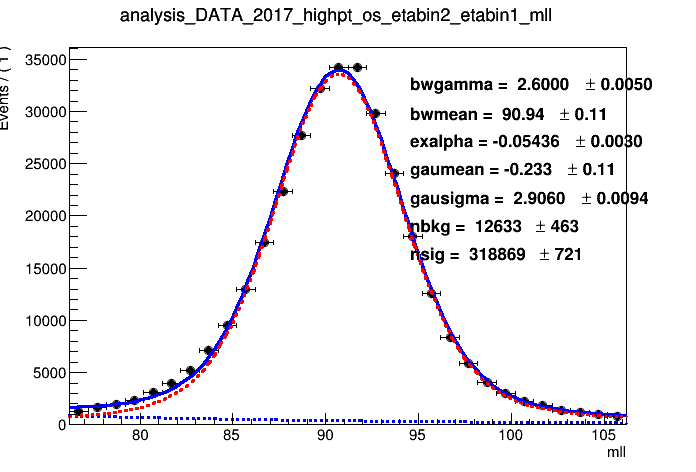 analysis_DATA_2017_highpt_os_etabin2_etabin1_mll
Events / ( 1 )
35000
30000
25000
20000
15000
10000
5000
0
bwgamma = 2.6000 ± 0.0050
bwmean = 90.94 ± 0.11
exalpha = -0.05436 ± 0.0030
gaumean = -0.233 ± 0.11
gausigma = 2.9060 ± 0.0094
nbkg = 12633 ± 463
nsig = 318869 ± 721
80 85 90 95 100 105
mll